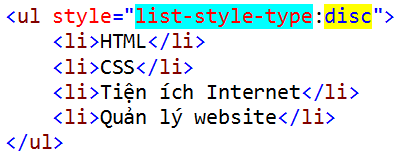 <ul style="list-style-type:disc">
<li>HTML</li>
<li>CSS</li>
<li>Tiện ích Internet</li>
<li>Quản lý website</li>
</ul>